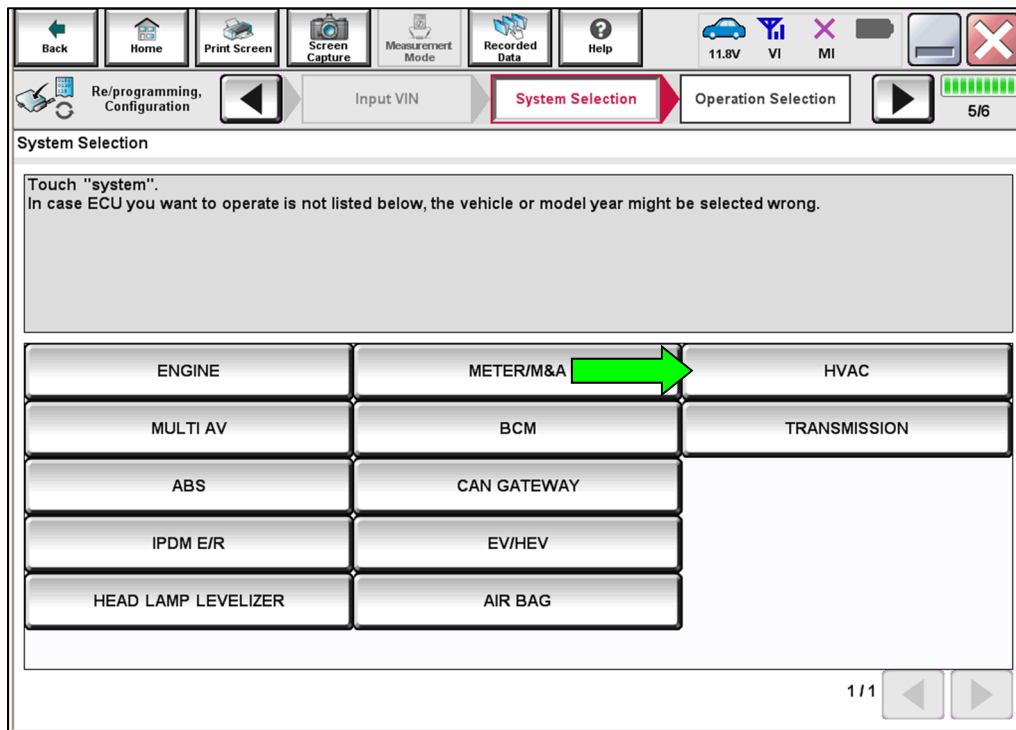 Back
Home
Print Screen
Screen
Capture
Measurement
Mode
Recorded
Data
Help
11.8V
VI
MI
Re/programming,
Configuration
Input VIN
System Selection
Operation Selection
5/6
System Selection
Touch "system".
In case ECU you want to operate is not listed below, the vehicle or model year might be selected wrong.
ENGINE
METER/M&A
HVAC
MULTI AV
BCM
TRANSMISSION
ABS
CAN GATEWAY
IPDM E/R
EV/HEV
HEAD LAMP LEVELIZER
AIR BAG
1/1